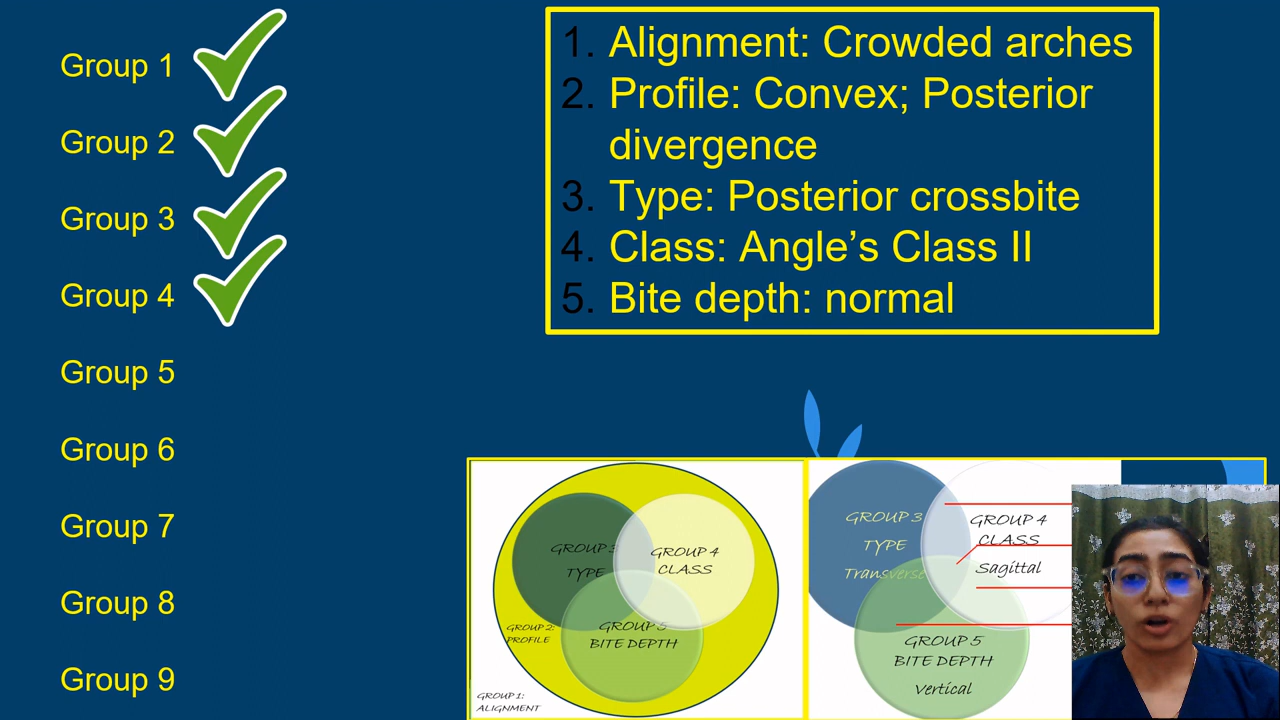 Group 1
Group 2
Group 3
Group 4
Group 5
Group 6
Group 7
Group 8
Group 9
1. Alignment: Crowded arches
2. Profile: Convex; Posterior
divergence
3. Type: Posterior crossbite
4. Class: Angle’s Class II
5. Bite depth: normal
GROUP 3
TYPE
GROUP 4
CLASS
GROUP 2:
PROFILE
GROUP 5
BITE DEPTH
GROUP 1:
ALIGNMENT
GROUP 3
TYPE
Transverse
GROUP 4
CLASS
Sagittal
GROUP 5
BITE DEPTH
Vertical